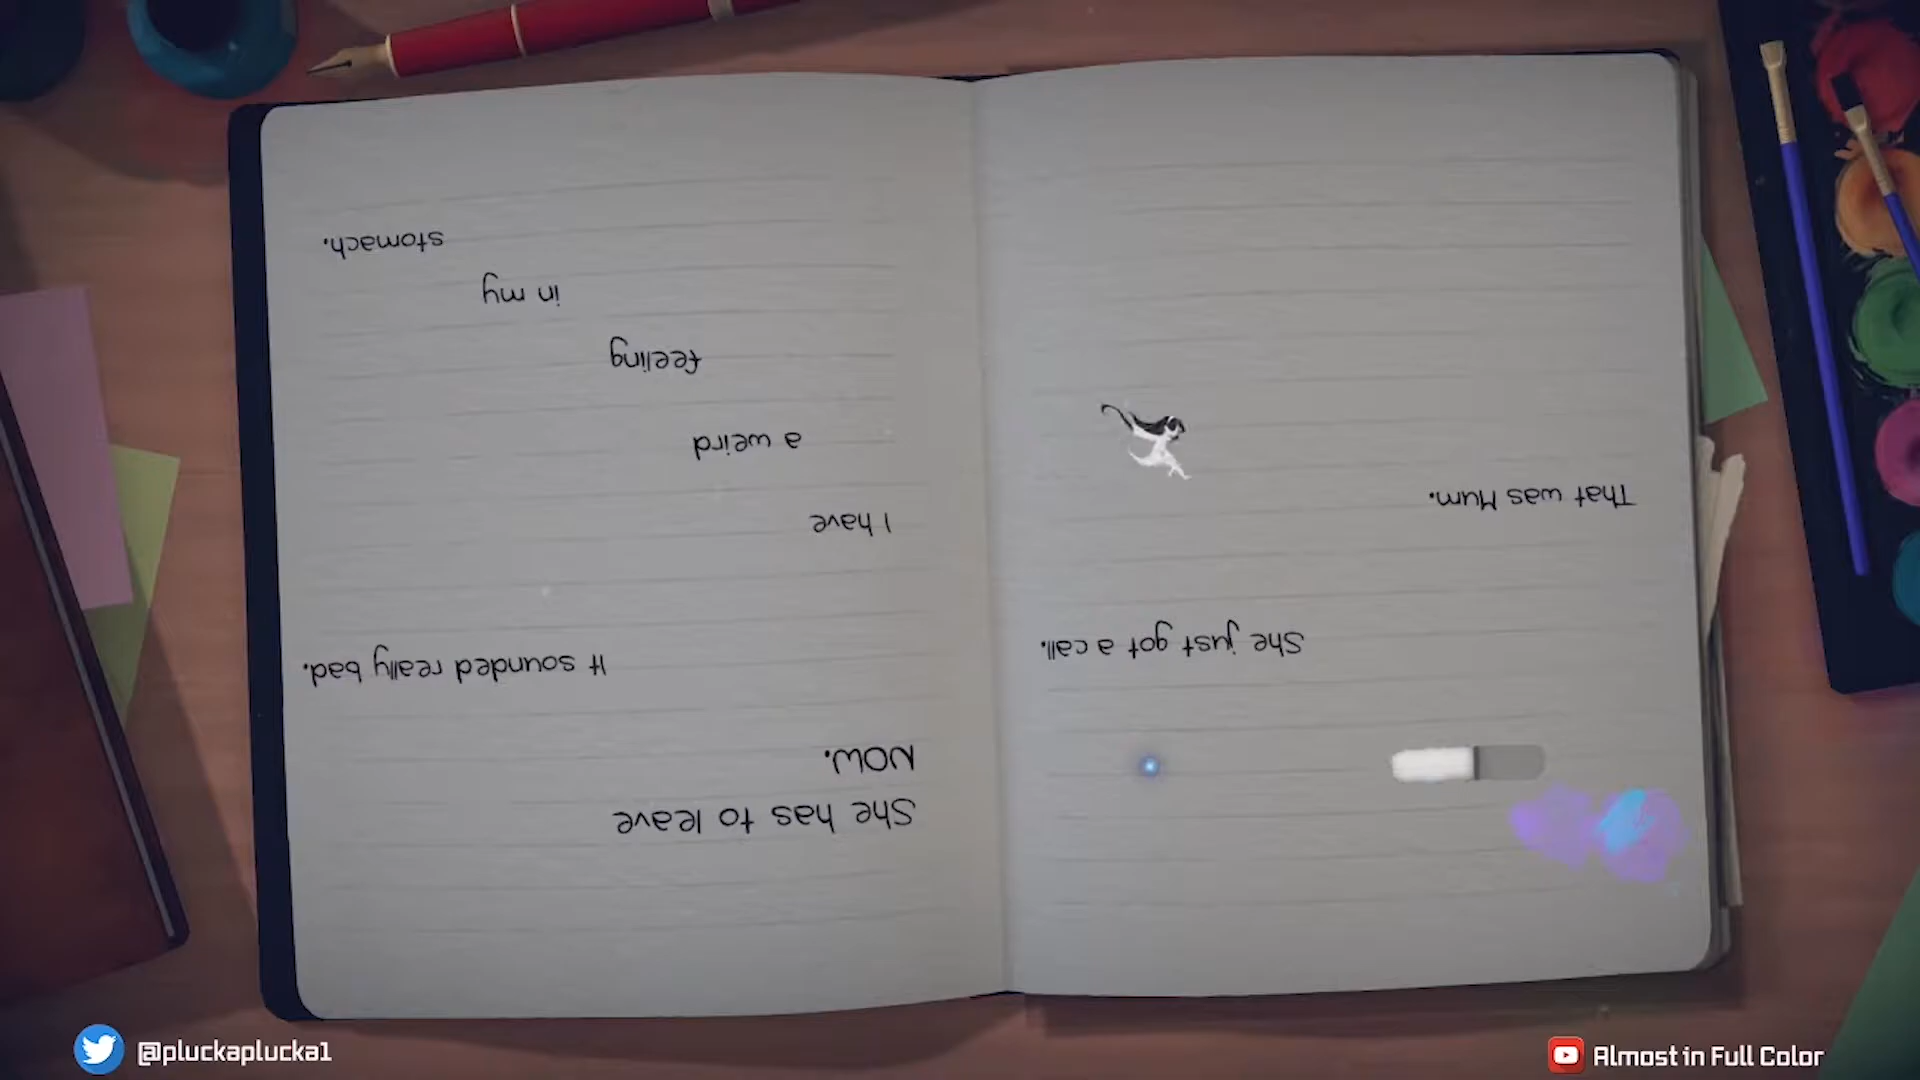 She just got a call.
That was Mum.
She has to leave
NOW.
It sounded really bad.
I have
a weird
feeling
in my
stomach.
@pluckaplucka1
Almost in Full Color